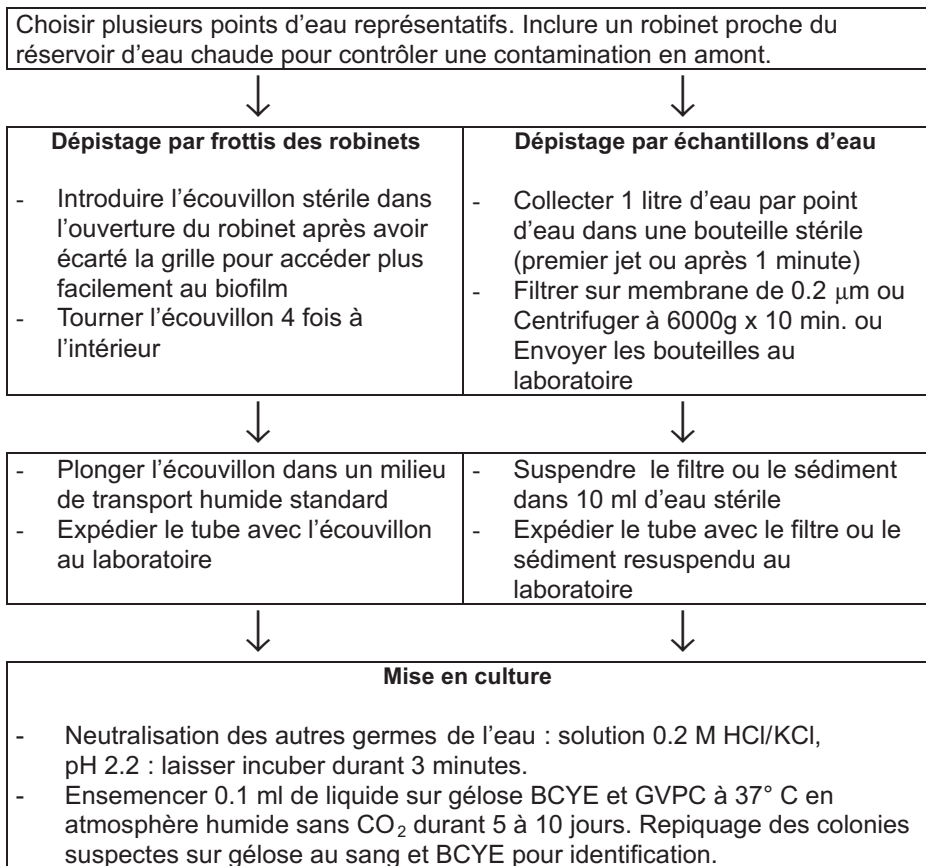 Choisir plusieurs points d'eau représentatifs. Inclure un robinet proche du
réservoir d'eau chaude pour contrôler une contamination en amont.
Dépistage par frottis des robinets
- Introduire l'écouvillon stérile dans
l'ouverture du robinet après avoir
écarté la grille pour accéder plus
facilement au biofilm
- Tourner l'écouvillon 4 fois à
l'intérieur
Dépistage par échantillons d'eau
- Collecter 1 litre d'eau par point
d'eau dans une bouteille stérile
(premier jet ou après 1 minute)
- Filtrer sur membrane de 0.2 μm ou
Centrifuger à 6000g x 10 min. ou
Envoyer les bouteilles au
laboratoire
- Plonger l'écouvillon dans un milieu
de transport humide standard
- Expédier le tube avec l'écouvillon
au laboratoire
- Suspendre le filtre ou le sédiment
dans 10 ml d'eau stérile
- Expédier le tube avec le filtre ou le
sédiment resuspendu au
laboratoire
Mise en culture
- Neutralisation des autres germes de l'eau : solution 0.2 M HCl/KCl,
pH 2.2 : laisser incuber durant 3 minutes.
- Ensemencer 0.1 ml de liquide sur gélose BCYE et GVPC à 37° C en
atmosphère humide sans CO₂ durant 5 à 10 jours. Repiquage des colonies
suspectes sur gélose au sang et BCYE pour identification.